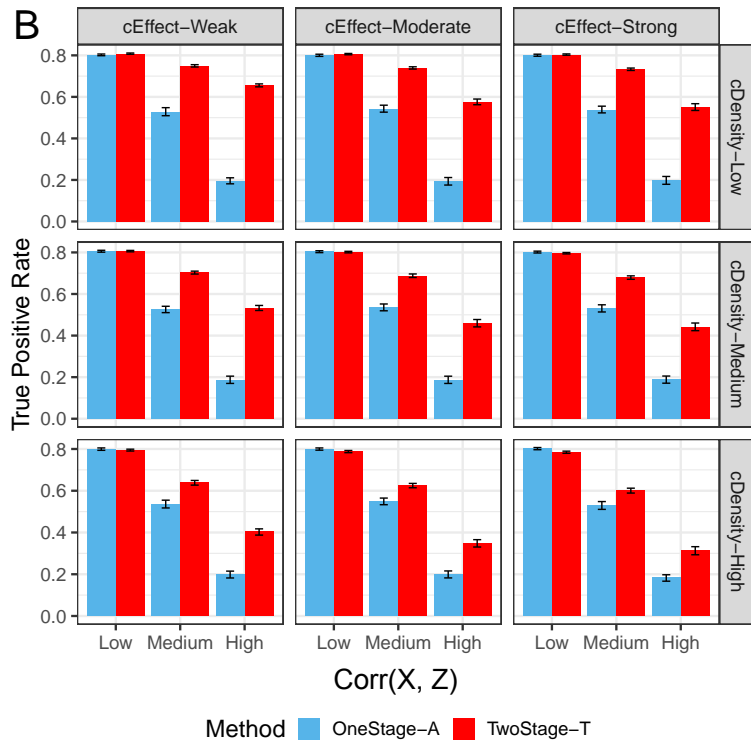 B
cEffect−Weak
cEffect−Moderate
cEffect−Strong
True Positive Rate
0.8
0.6
0.4
0.2
0.0
cDensity−Low
0.8
0.6
0.4
0.2
0.0
cDensity−Medium
0.8
0.6
0.4
0.2
0.0
cDensity−High
Low Medium High
Low Medium High
Low Medium High
Corr(X, Z)
Method OneStage−A TwoStage−T